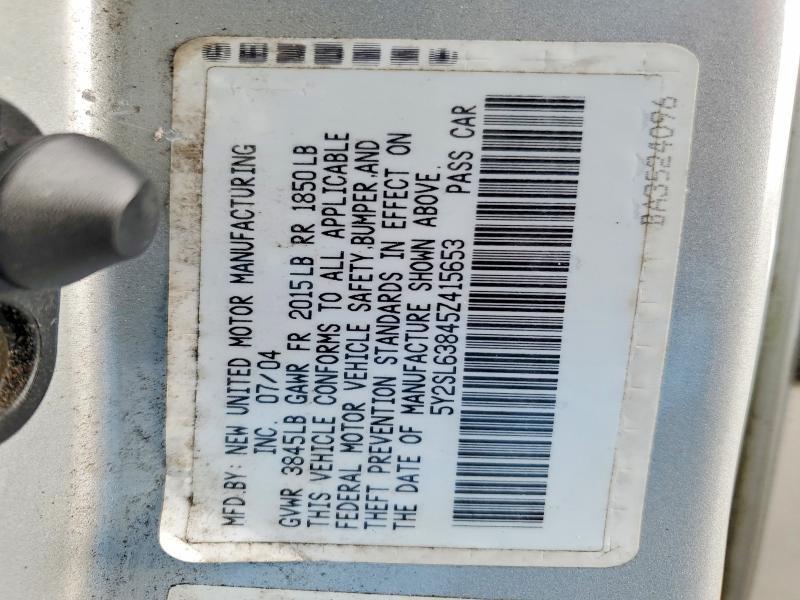 MFD.BY: NEW UNITED MOTOR MANUFACTURING
INC. 07/04
GVWR 3845LB GAWR FR 2015LB RR 1850LB
THIS VEHICLE CONFORMS TO ALL APPLICABLE
FEDERAL MOTOR VEHICLE SAFETY,BUMPER,AND
THEFT PREVENTION STANDARDS IN EFFECT ON
THE DATE OF MANUFACTURE SHOWN ABOVE.
5Y2SL63845Z415653 PASS CAR
BA3524096